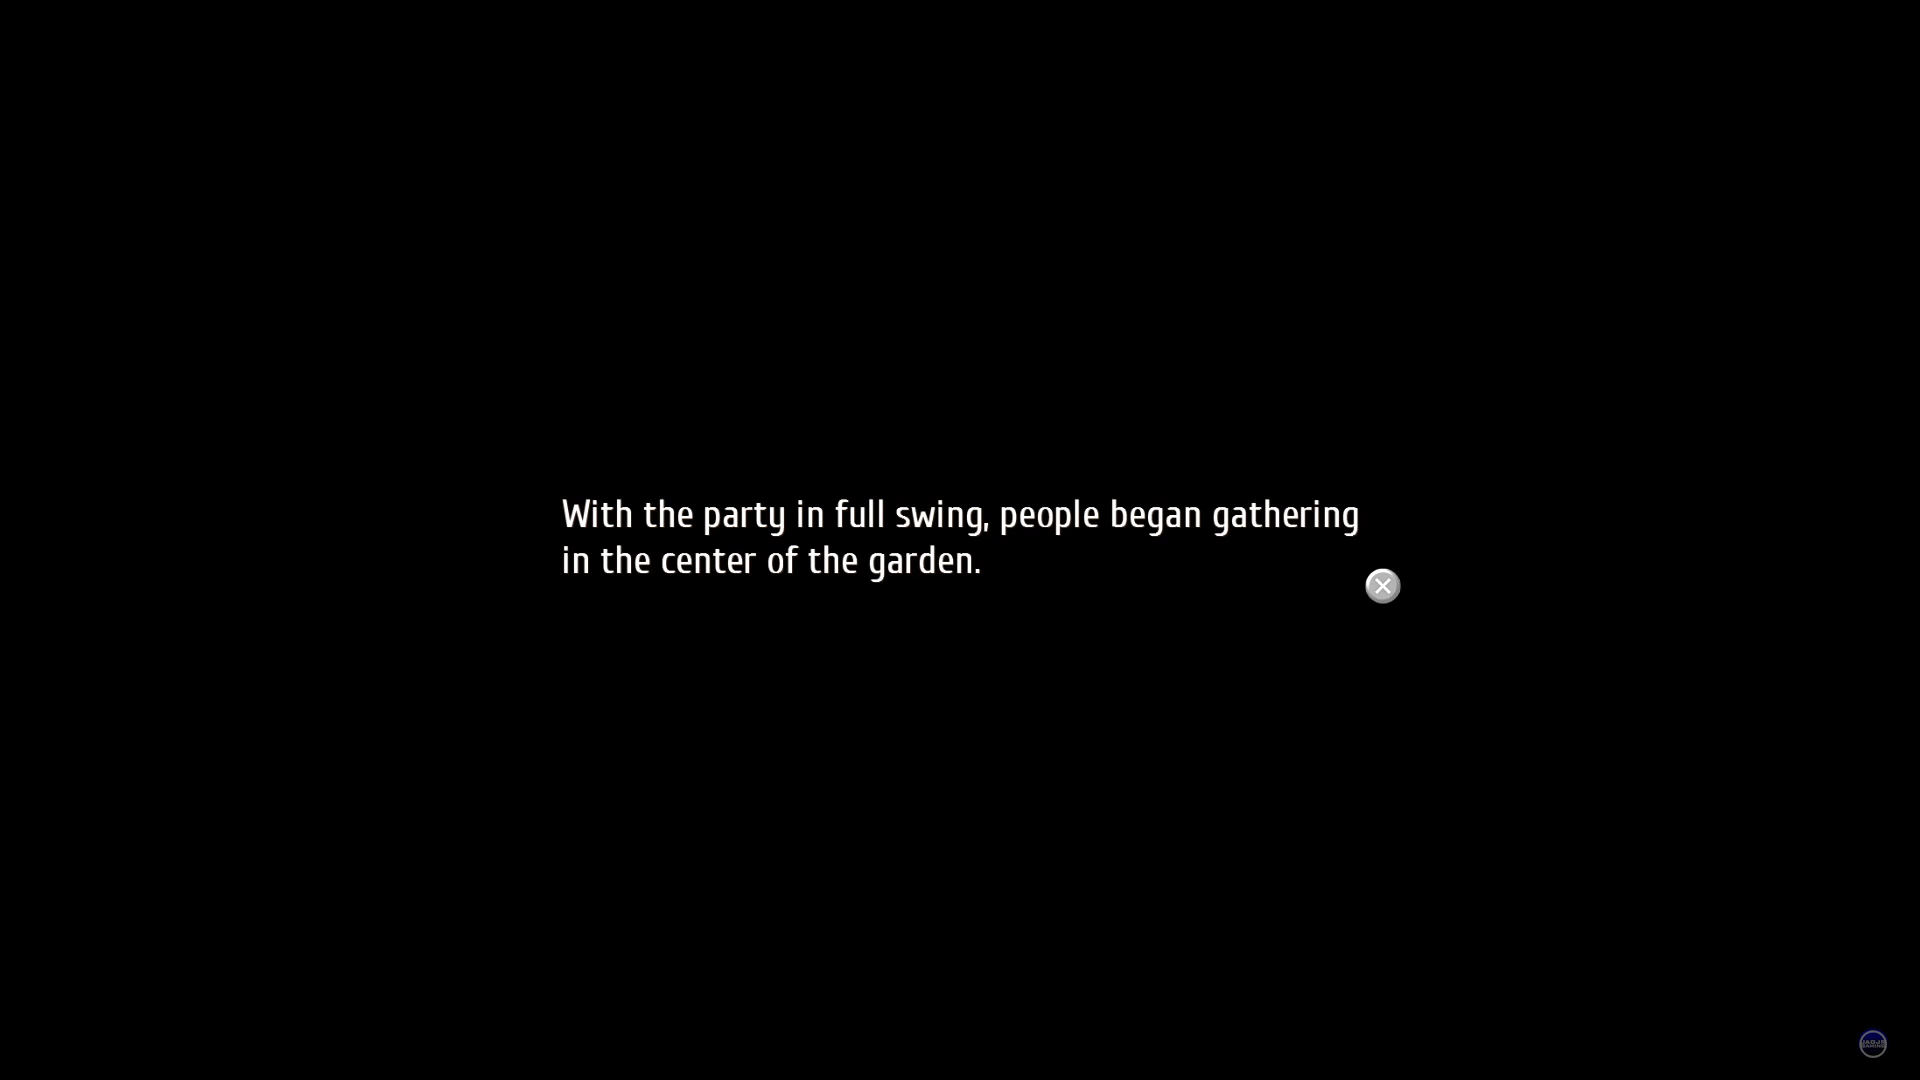 With the party in full swing, people began gathering
in the center of the garden.